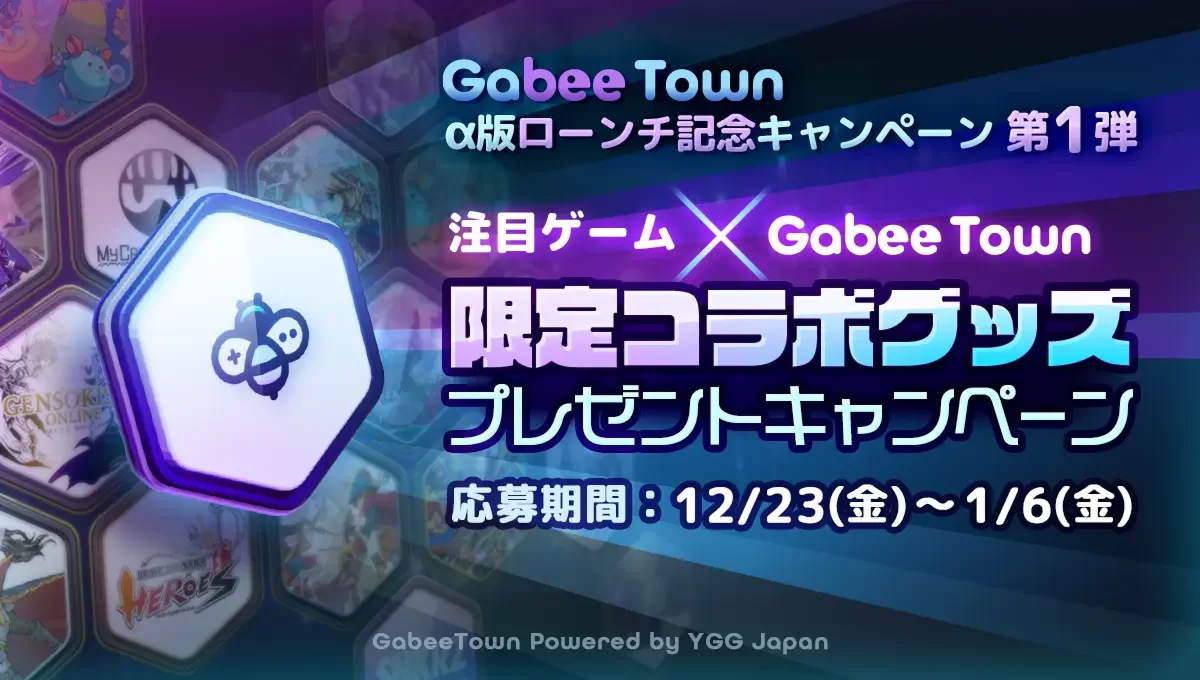 Gabee Town
α版ローンチ記念キャンペーン 第1弾
注目ゲーム × Gabee Town
限定コラボグッズ
プレゼントキャンペーン
応募期間：12/23(金)～1/6(金)
GENSOKI
ONLINE
HEROES
GabeeTown Powered by YGG Japan